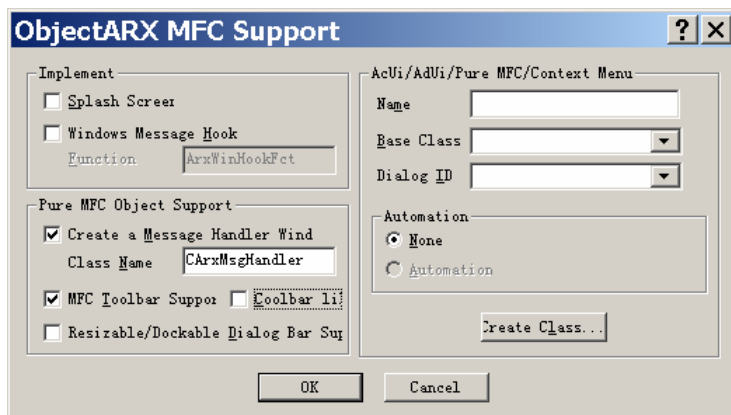 ObjectARX MFC Support
Implement
Splash Screen
Windows Message Hook
Function ArxWinHookFct
Pure MFC Object Support
Create a Message Handler Wind
Class Name CArxMsgHandler
MFC Toolbar Suppor Coolbar li
Resizable/Dockable Dialog Bar Sup
AcUi/AdUi/Pure MFC/Context Menu
Name
Base Class
Dialog ID
Automation
None
Automation
Create Class...
OK Cancel